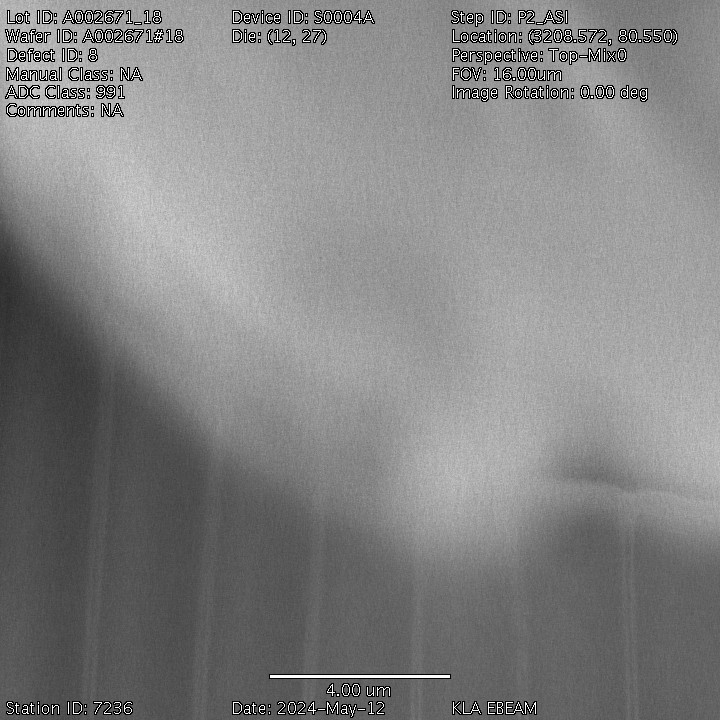 Lot ID: A002671_18 Device ID: S0004A Step ID: P2_ASI
Wafer ID: A002671#18 Die: (12, 27) Location: (3208.572, 80.550)
Defect ID: 8 Perspective: Top-Mix0
Manual Class: NA FOV: 16.00um
ADC Class: 991 Image Rotation: 0.00 deg
Comments: NA
4.00 um
Station ID: 7236 Date: 2024-May-12 KLA EBEAM